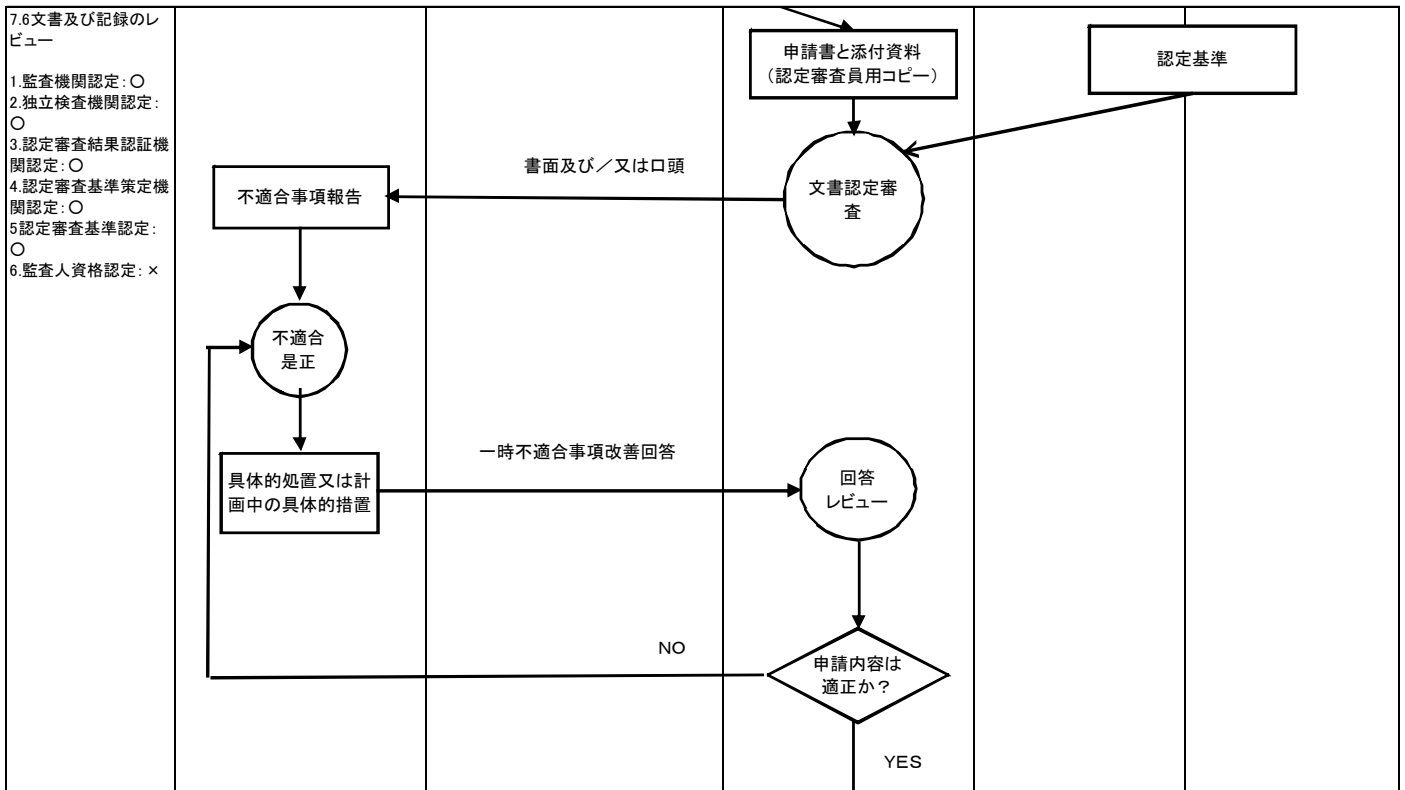 7.6文書及び記録のレ
ビュー
1.監査機関認定：〇
2.独立検査機関認定：
〇
3.認定審査結果認証機
関認定：〇
4.認定審査基準策定機
関認定：〇
5認定審査基準認定：
〇
6.監査人資格認定：×
申請書と添付資料
（認定審査員用コピー）
認定基準
書面及び／又は口頭
文書認定審
査
不適合事項報告
不適合
是正
一時不適合事項改善回答
具体的処置又は計
画中の具体的措置
回答
レビュー
NO
申請内容は
適正か？
YES